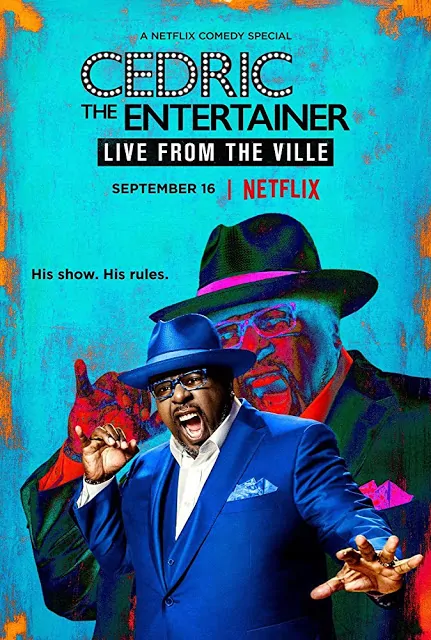 A NETFLIX COMEDY SPECIAL
CEDRIC
THE ENTERTAINER
LIVE FROM THE VILLE
SEPTEMBER 16 | NETFLIX
His show. His rules.